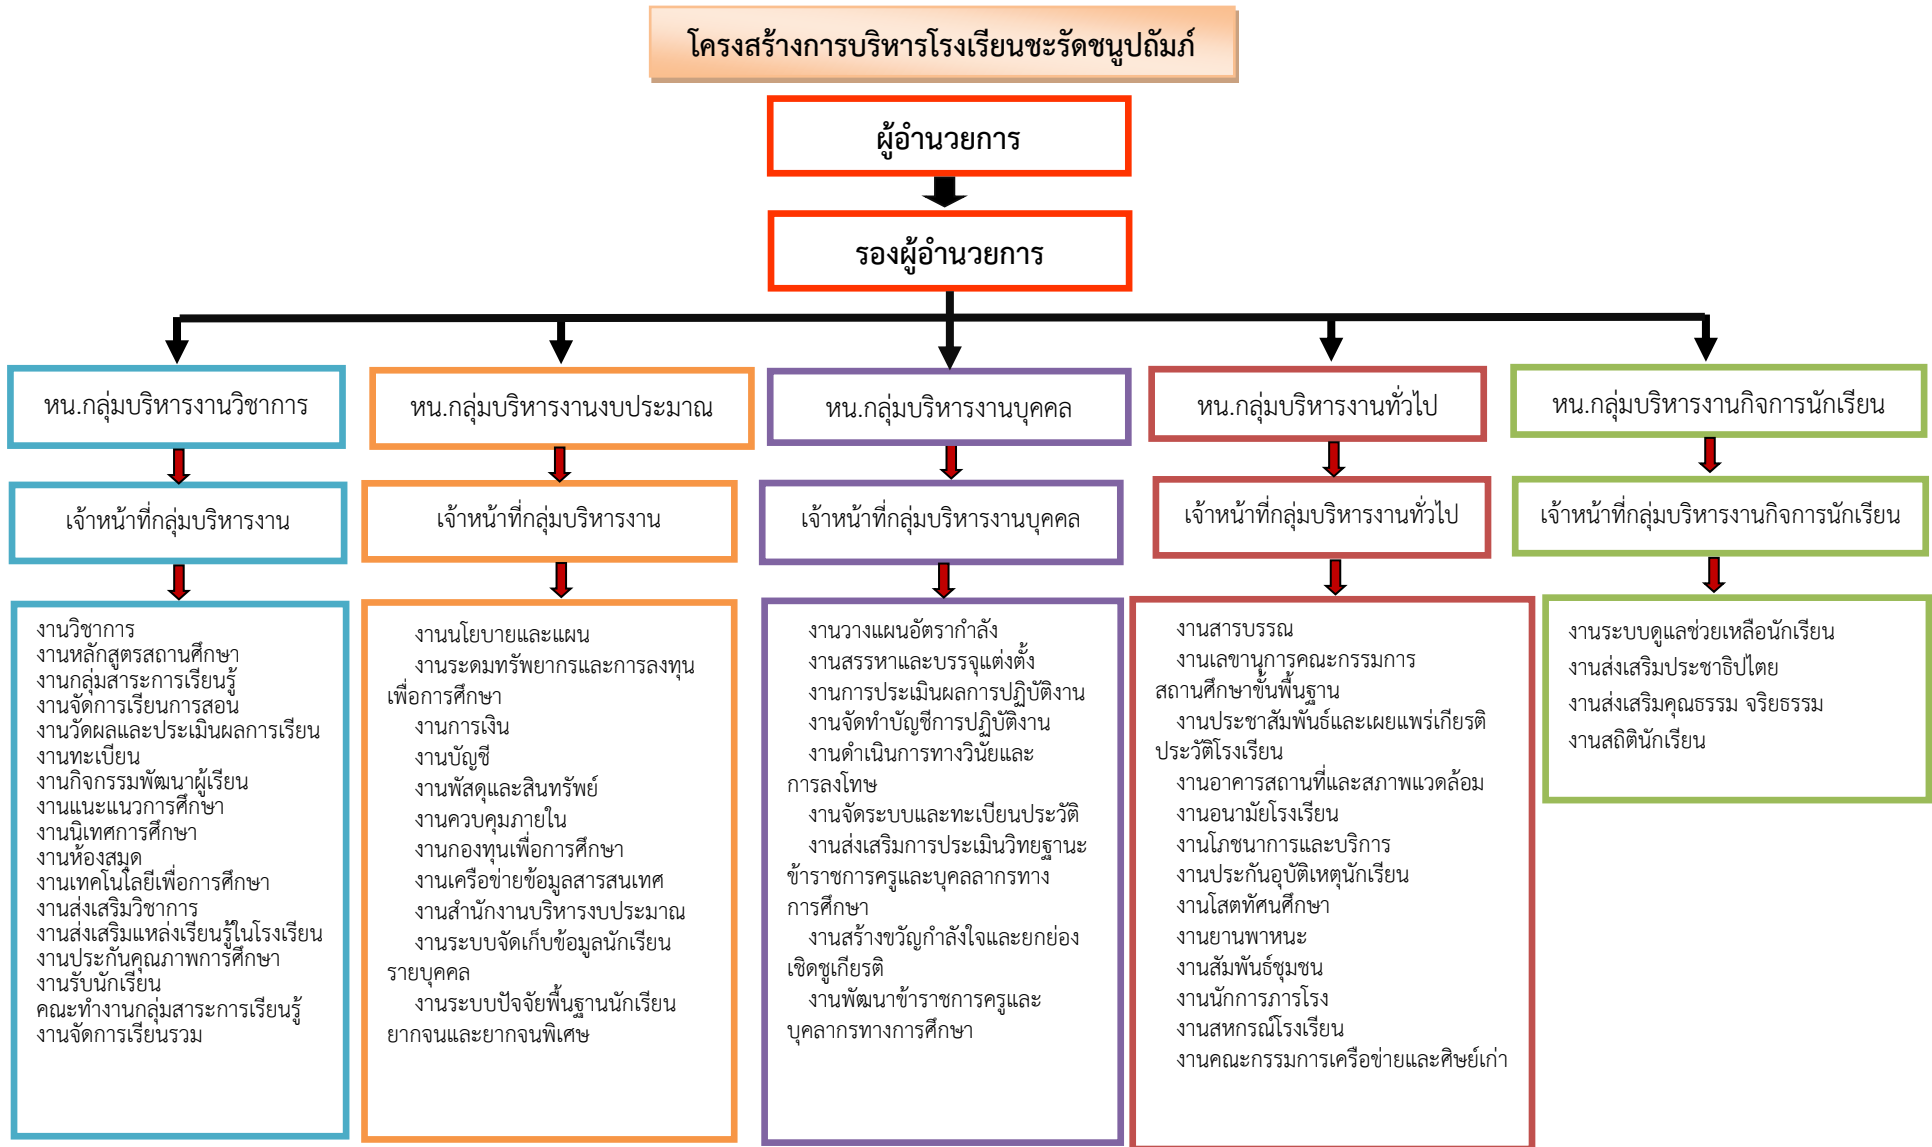 โครงสร้างการบริหารโรงเรียนชะรัดชนูปถัมภ์
ผู้อำนวยการ
รองผู้อำนวยการ
หน.กลุ่มบริหารงานวิชาการ
หน.กลุ่มบริหารงานงบประมาณ
หน.กลุ่มบริหารงานบุคคล
หน.กลุ่มบริหารงานทั่วไป
หน.กลุ่มบริหารงานกิจการนักเรียน
เจ้าหน้าที่กลุ่มบริหารงาน
เจ้าหน้าที่กลุ่มบริหารงาน
เจ้าหน้าที่กลุ่มบริหารงานบุคคล
เจ้าหน้าที่กลุ่มบริหารงานทั่วไป
เจ้าหน้าที่กลุ่มบริหารงานกิจการนักเรียน
งานวิชาการ
งานหลักสูตรสถานศึกษา
งานกลุ่มสาระการเรียนรู้
งานจัดการเรียนการสอน
งานวัดผลและประเมินผลการเรียน
งานทะเบียน
งานกิจกรรมพัฒนาผู้เรียน
งานแนะแนวการศึกษา
งานนิเทศการศึกษา
งานห้องสมุด
งานเทคโนโลยีเพื่อการศึกษา
งานส่งเสริมวิชาการ
งานส่งเสริมแหล่งเรียนรู้ในโรงเรียน
งานประกันคุณภาพการศึกษา
งานรับนักเรียน
คณะทำงานกลุ่มสาระการเรียนรู้
งานจัดการเรียนรวม
งานนโยบายและแผน
งานระดมทรัพยากรและการลงทุน
เพื่อการศึกษา
งานการเงิน
งานบัญชี
งานพัสดุและสินทรัพย์
งานควบคุมภายใน
งานกองทุนเพื่อการศึกษา
งานเครือข่ายข้อมูลสารสนเทศ
งานสำนักงานบริหารงบประมาณ
งานระบบจัดเก็บข้อมูลนักเรียน
รายบุคคล
งานระบบปัจจัยพื้นฐานนักเรียน
ยากจนและยากจนพิเศษ
งานวางแผนอัตรากำลัง
งานสรรหาและบรรจุแต่งตั้ง
งานการประเมินผลการปฏิบัติงาน
งานจัดทำบัญชีการปฏิบัติงาน
งานดำเนินการทางวินัยและ
การลงโทษ
งานจัดระบบและทะเบียนประวัติ
งานส่งเสริมการประเมินวิทยฐานะ
ข้าราชการครูและบุคลลากรทาง
การศึกษา
งานสร้างขวัญกำลังใจและยกย่อง
เชิดชูเกียรติ
งานพัฒนาข้าราชการครูและ
บุคลากรทางการศึกษา
งานสารบรรณ
งานเลขานุการคณะกรรมการ
สถานศึกษาขั้นพื้นฐาน
งานประชาสัมพันธ์และเผยแพร่เกียรติ
ประวัติโรงเรียน
งานอาคารสถานที่และสภาพแวดล้อม
งานอนามัยโรงเรียน
งานโภชนาการและบริการ
งานประกันอุบัติเหตุนักเรียน
งานโสตทัศนศึกษา
งานยานพาหนะ
งานสัมพันธ์ชุมชน
งานนักการภารโรง
งานสหกรณ์โรงเรียน
งานคณะกรรมการเครือข่ายและศิษย์เก่า
งานระบบดูแลช่วยเหลือนักเรียน
งานส่งเสริมประชาธิปไตย
งานส่งเสริมคุณธรรม จริยธรรม
งานสถิตินักเรียน